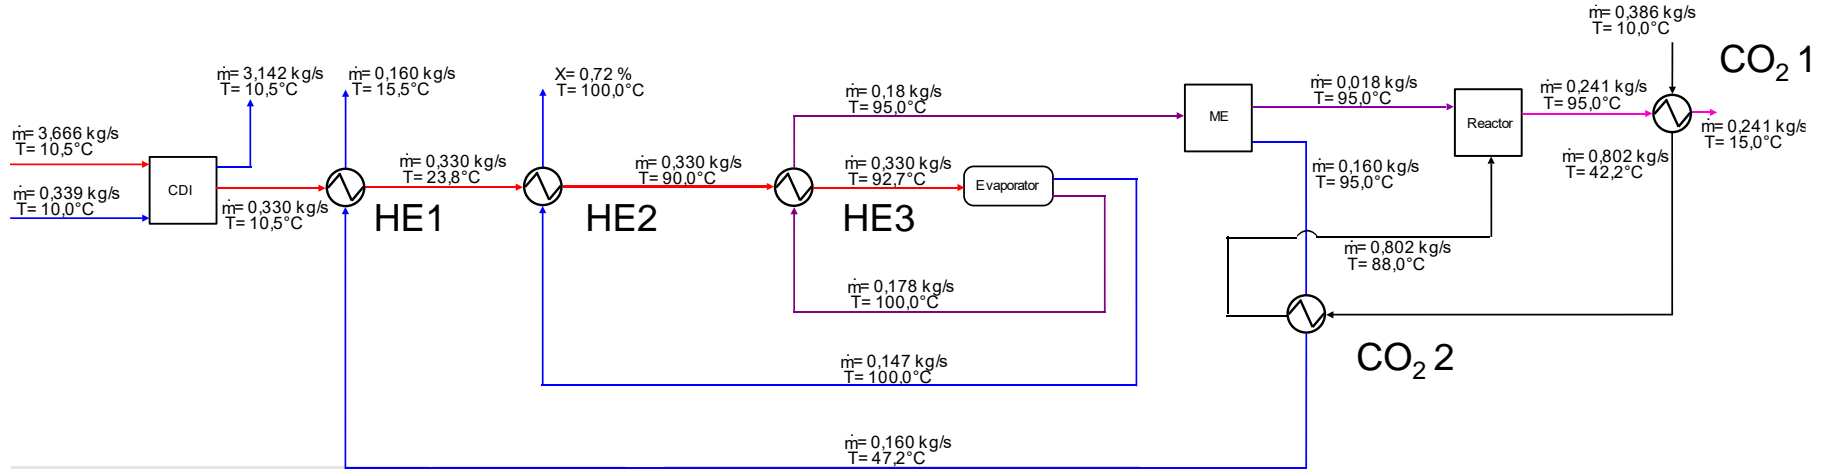 ṁ= 0,386 kg/s
T= 10,0°C
CO₂ 1
ṁ= 3,142 kg/s
T= 10,5°C
ṁ= 0,160 kg/s
T= 15,5°C
X= 0,72 %
T= 100,0°C
ṁ= 0,18 kg/s
T= 95,0°C
ṁ= 0,018 kg/s
T= 95,0°C
ṁ= 0,241 kg/s
T= 95,0°C
ṁ= 3,666 kg/s
T= 10,5°C
ME
Reactor
ṁ= 0,241 kg/s
T= 15,0°C
ṁ= 0,330 kg/s
T= 23,8°C
ṁ= 0,330 kg/s
T= 90,0°C
ṁ= 0,330 kg/s
T= 92,7°C
ṁ= 0,802 kg/s
T= 42,2°C
ṁ= 0,160 kg/s
T= 95,0°C
CDI
Evaporator
ṁ= 0,339 kg/s
T= 10,0°C
ṁ= 0,330 kg/s
T= 10,5°C
HE1
HE2
HE3
ṁ= 0,802 kg/s
T= 88,0°C
ṁ= 0,178 kg/s
T= 100,0°C
CO₂ 2
ṁ= 0,147 kg/s
T= 100,0°C
ṁ= 0,160 kg/s
T= 47,2°C